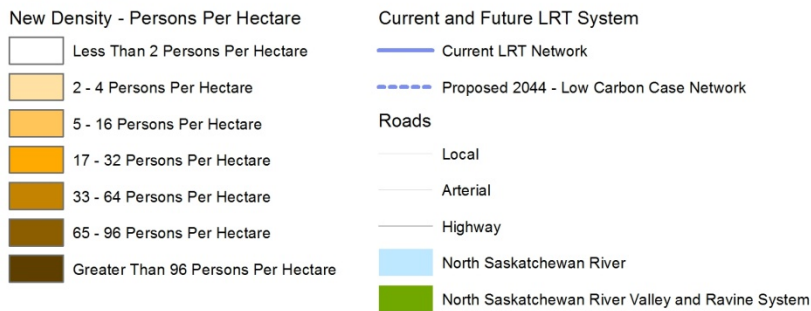 New Density - Persons Per Hectare
Less Than 2 Persons Per Hectare
2 - 4 Persons Per Hectare
5 - 16 Persons Per Hectare
17 - 32 Persons Per Hectare
33 - 64 Persons Per Hectare
65 - 96 Persons Per Hectare
Greater Than 96 Persons Per Hectare
Current and Future LRT System
Current LRT Network
Proposed 2044 - Low Carbon Case Network
Roads
Local
Arterial
Highway
North Saskatchewan River
North Saskatchewan River Valley and Ravine System